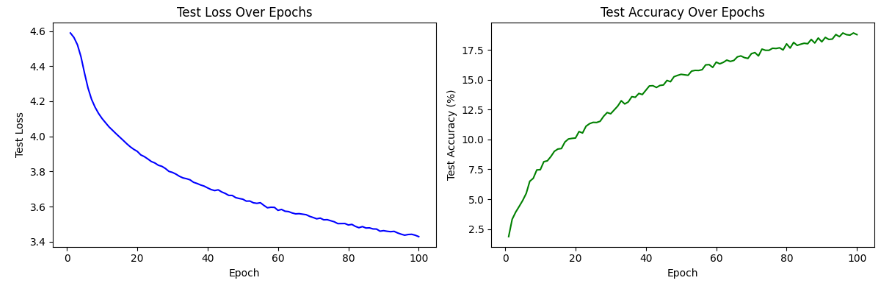 Test Loss Over Epochs
4.6
4.4
4.2
4.0
3.8
3.6
3.4
Test Loss
0 20 40 60 80 100
Epoch
Test Accuracy Over Epochs
17.5
15.0
12.5
10.0
7.5
5.0
2.5
Test Accuracy (%)
0 20 40 60 80 100
Epoch